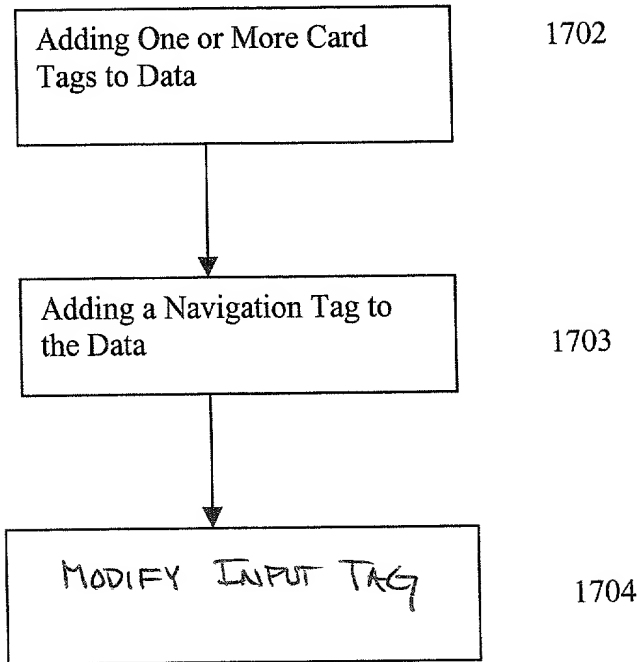 Adding One or More Card
Tags to Data
1702
Adding a Navigation Tag to
the Data
1703
MODIFY INPUT TAG
1704